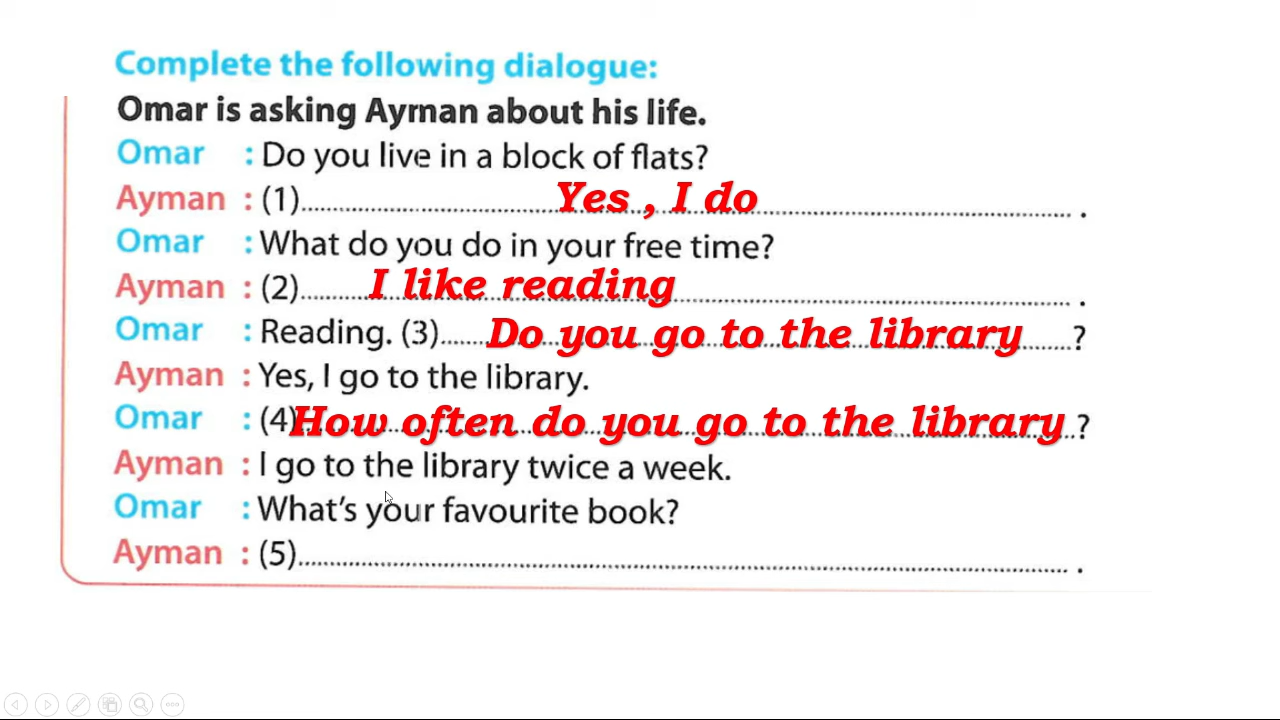 Complete the following dialogue:
Omar is asking Ayman about his life.
Omar : Do you live in a block of flats?
Ayman : (1) Yes , I do .
Omar : What do you do in your free time?
Ayman : (2) I like reading .
Omar : Reading. (3) Do you go to the library ?
Ayman : Yes, I go to the library.
Omar : (4) How often do you go to the library ?
Ayman : I go to the library twice a week.
Omar : What's your favourite book?
Ayman : (5) .